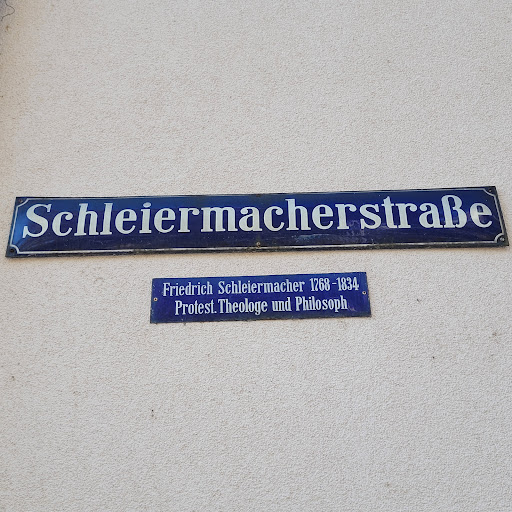 Schleiermacherstraße
Friedrich Schleiermacher 1768-1834
Protest. Theologe und Philosoph